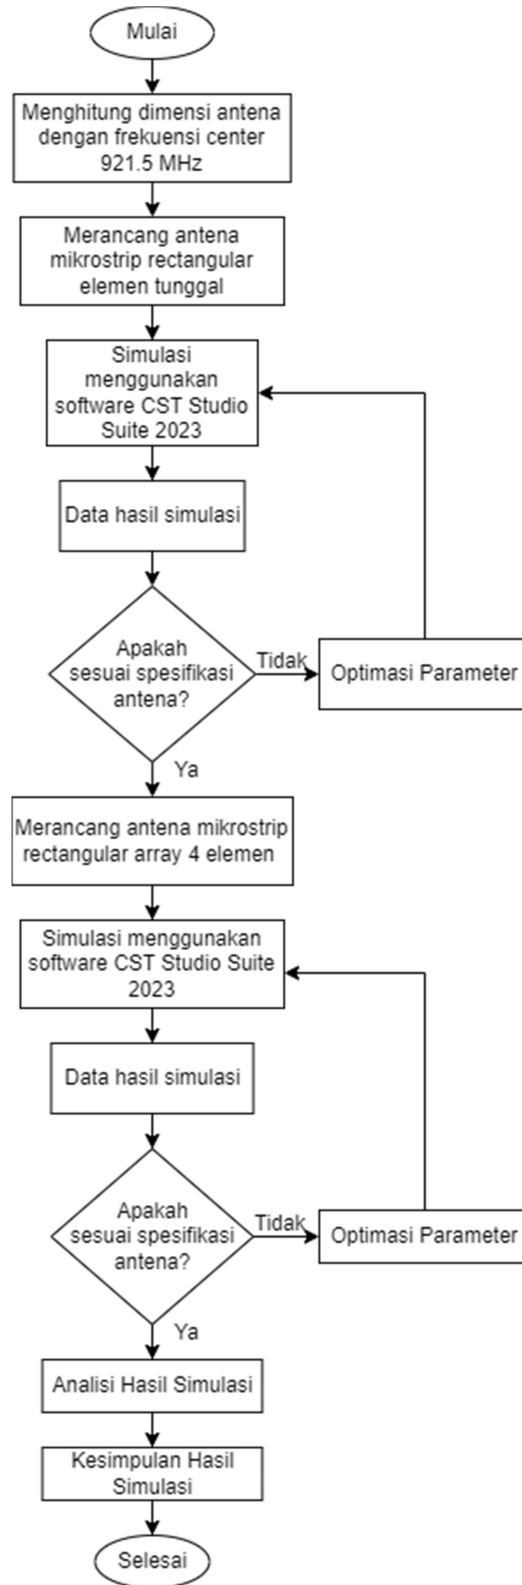 Mulai
Menghitung dimensi antena
dengan frekuensi center
921.5 MHz
Merancang antena
mikrostrip rectangular
elemen tunggal
Simulasi
menggunakan
software CST Studio
Suite 2023
Data hasil simulasi
Apakah
sesuai spesifikasi
antena?
Tidak
Optimasi Parameter
Ya
Merancang antena mikrostrip
rectangular array 4 elemen
Simulasi menggunakan
software CST Studio Suite
2023
Data hasil simulasi
Apakah
sesuai spesifikasi
antena?
Tidak
Optimasi Parameter
Ya
Analisi Hasil Simulasi
Kesimpulan Hasil
Simulasi
Selesai